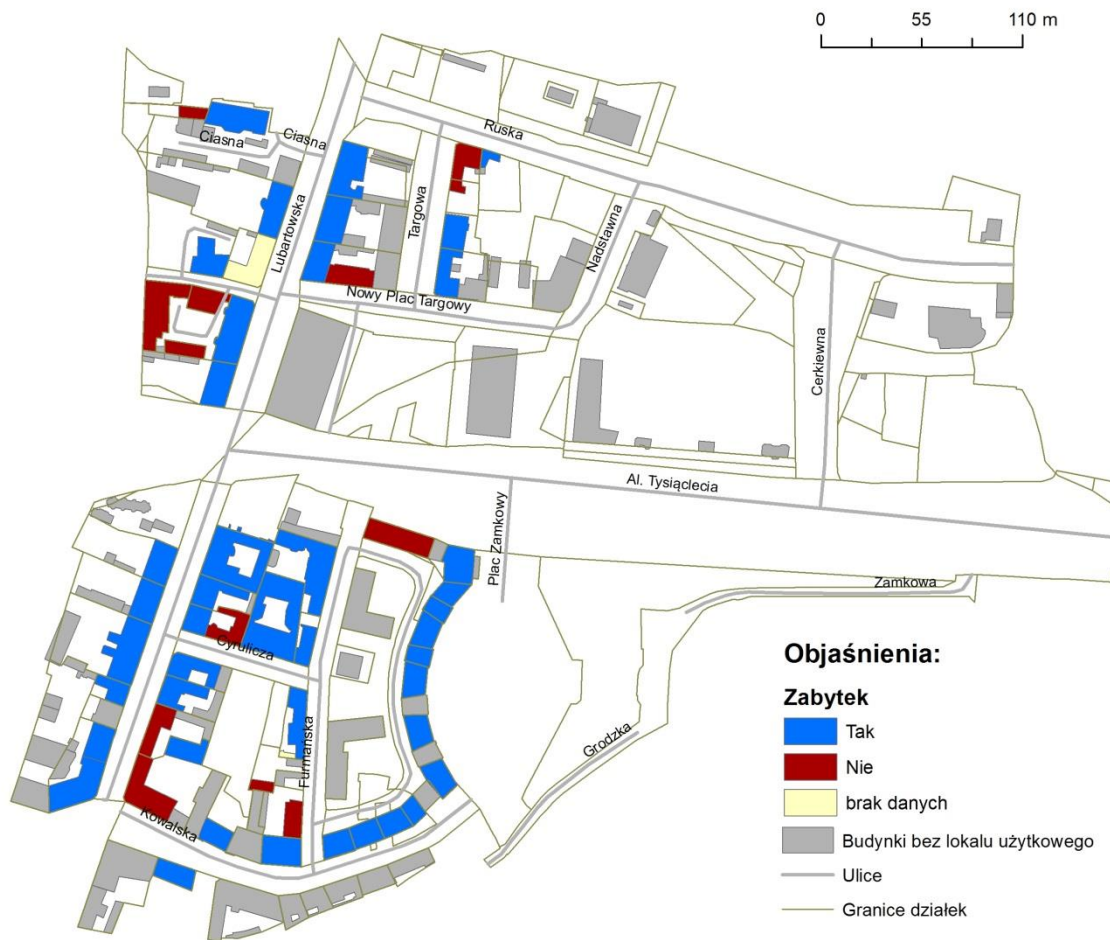 0 55 110 m
Ruska
Ciasna
Ciasna
Targowa
Lubartowska
Nadstawna
Nowy Plac Targowy
Cerkiewna
Al. Tysiąclecia
Plac Zamkowy
Zamkowa
Cyrulicza
Furmańska
Grodzka
Kowalska
Objaśnienia:
Zabytek
Tak
Nie
brak danych
Budynki bez lokalu użytkowego
Ulice
Granice działek